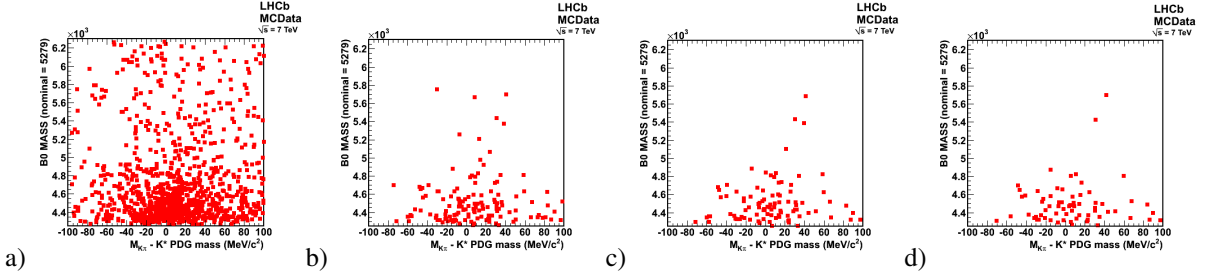 a)
LHCb
MCData
√s = 7 TeV
×10³
B0 MASS (nominal = 5279)
6.2
6
5.8
5.6
5.4
5.2
5
4.8
4.6
4.4
-100 -80 -60 -40 -20 0 20 40 60 80 100
M_Kπ - K* PDG mass (MeV/c²)
b)
LHCb
MCData
√s = 7 TeV
×10³
B0 MASS (nominal = 5279)
6.2
6
5.8
5.6
5.4
5.2
5
4.8
4.6
4.4
-100 -80 -60 -40 -20 0 20 40 60 80 100
M_Kπ - K* PDG mass (MeV/c²)
c)
LHCb
MCData
√s = 7 TeV
×10³
B0 MASS (nominal = 5279)
6.2
6
5.8
5.6
5.4
5.2
5
4.8
4.6
4.4
-100 -80 -60 -40 -20 0 20 40 60 80 100
M_Kπ - K* PDG mass (MeV/c²)
d)
LHCb
MCData
√s = 7 TeV
×10³
B0 MASS (nominal = 5279)
6.2
6
5.8
5.6
5.4
5.2
5
4.8
4.6
4.4
-100 -80 -60 -40 -20 0 20 40 60 80 100
M_Kπ - K* PDG mass (MeV/c²)